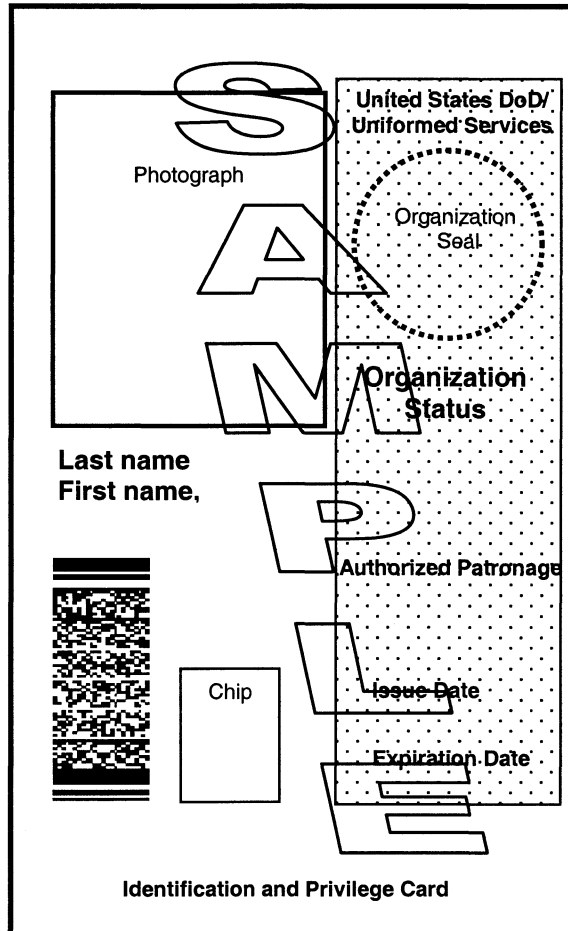 SAMPLE
United States DoD/
Uniformed Services
Photograph
Organization
Seal
Organization
Status
Last name
First name,
Authorized Patronage
Chip
Issue Date
Expiration Date
Identification and Privilege Card